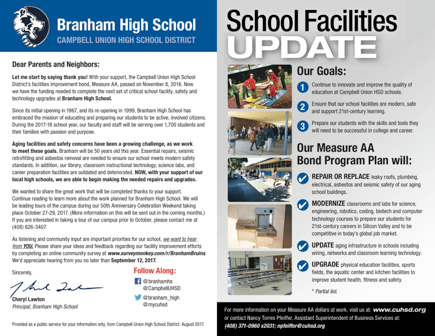 Branham High School
CAMPBELL UNION HIGH SCHOOL DISTRICT
Dear Parents and Neighbors:
Let me start by saying thank you! With your support, the Campbell Union High School
District's facilities improvement bond, Measure AA, passed on November 8, 2016. Now
we have the funding needed to complete the next set of critical school facility, safety and
technology upgrades at Branham High School.
Since its initial opening in 1967, and its re-opening in 1999, Branham High School has
embraced the mission of educating and preparing our students to be active, involved citizens.
During the 2017-18 school year, our faculty and staff will be serving over 1,700 students and
their families with passion and purpose.
Aging facilities and safety concerns have been a growing challenge, as we work
to meet these goals. Branham will be 50 years old this year. Essential repairs, seismic
retrofitting and asbestos removal are needed to ensure our school meets modern safety
standards. In addition, our library, classroom instructional technology, science labs, and
career preparation facilities are outdated and deteriorated. NOW, with your support of our
local high schools, we are able to begin making the needed repairs and upgrades.
We wanted to share the great work that will be completed thanks to your support.
Continue reading to learn more about the work planned for Branham High School. We will
be leading tours of the campus during our 50th Anniversary Celebration Weekend taking
place October 27-29, 2017. (More information on this will be sent out in the coming months.)
If you are interested in taking a tour of our campus prior to October, please contact me at
(408) 626-3407.
As listening and community input are important priorities for our school, we want to hear
from YOU. Please share your ideas and feedback regarding our facility improvement efforts
by completing an online community survey at www.surveymonkey.com/r/BranhamBruins
We'd appreciate hearing from you no later than September 12, 2017.
Sincerely,
Cheryl Lawton
Principal, Branham High School
Follow Along:
@branhamhs
@CampbellUHSD
@branham_high
@mycuhsd
Provided as a public service for your information only, from Campbell Union High School District, August 2017.
School Facilities
UPDATE
Our Goals:
1 Continue to innovate and improve the quality of
education at Campbell Union HSD schools.
2 Ensure that our school facilities are modern, safe
and support 21st-century learning.
3 Prepare our students with the skills and tools they
will need to be successful in college and career.
Our Measure AA
Bond Program Plan will:
REPAIR OR REPLACE leaky roofs, plumbing,
electrical, asbestos and seismic safety of our aging
school buildings.
MODERNIZE classrooms and labs for science,
engineering, robotics, coding, biotech and computer
technology courses to prepare our students for
21st-century careers in Silicon Valley and to be
competitive in today's global job market.
UPDATE aging infrastructure in schools including
wiring, networks and classroom learning technology.
UPGRADE physical education facilities, sports
fields, the aquatic center and kitchen facilities to
improve student health, fitness and safety.
* Partial list.
For more information on your Measure AA dollars at work, visit us at: www.cuhsd.org
or contact Nancy Torres Pfeiffer, Assistant Superintendent of Business Services at:
(408) 371-0960 x2031; npfeiffer@cuhsd.org